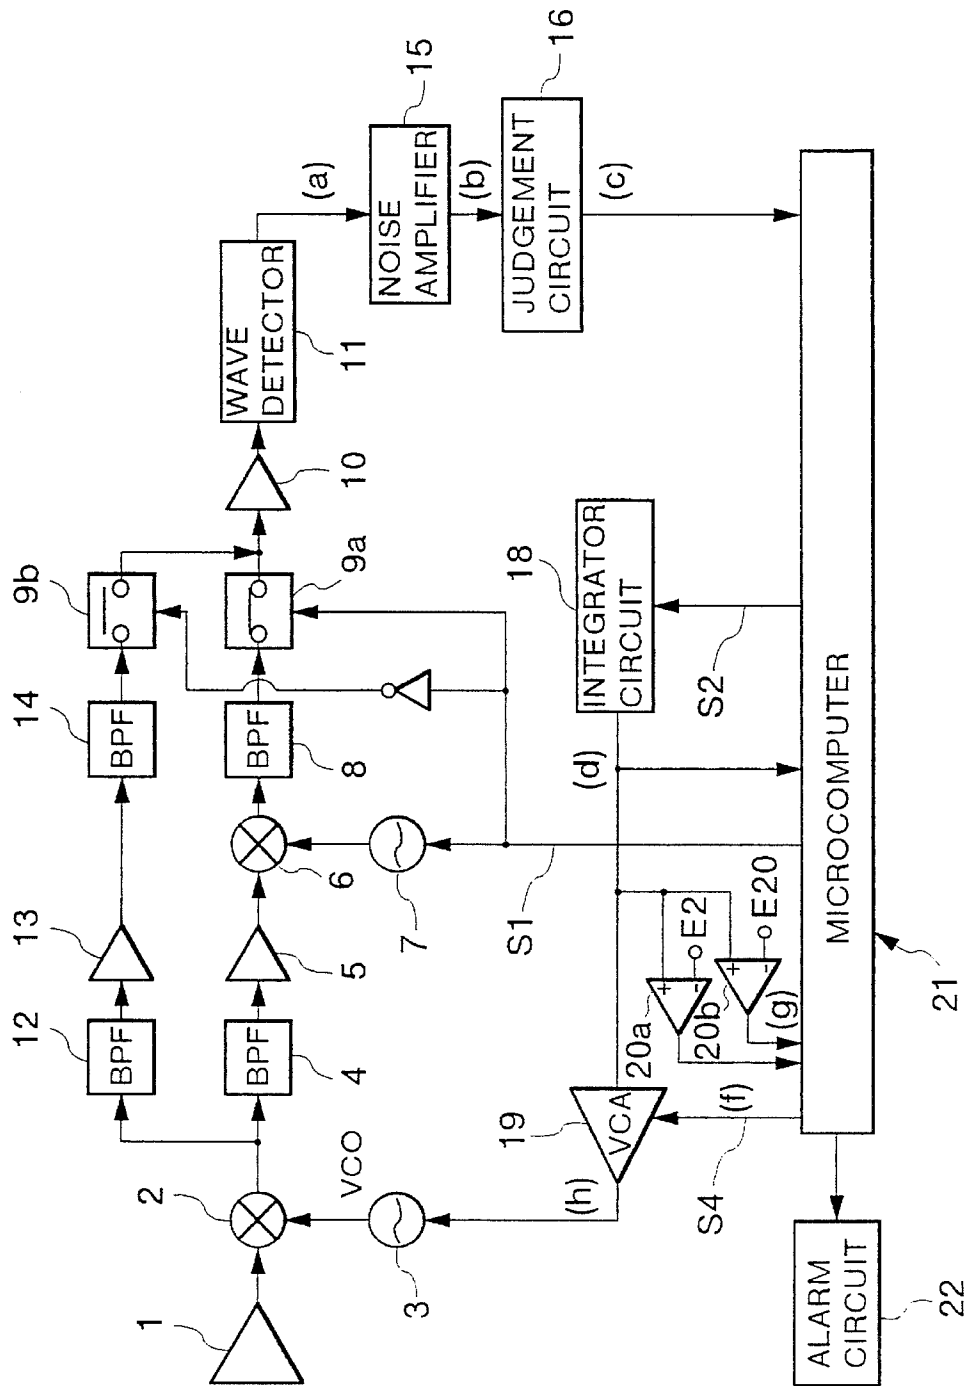 1
2
VCO
3
12
13
14
9b
BPF
BPF
BPF
BPF
4
5
6
7
8
9a
10
WAVE
DETECTOR
11
(a)
NOISE
AMPLIFIER
15
(b)
JUDGEMENT
CIRCUIT
16
(c)
INTEGRATOR
CIRCUIT
18
S2
(d)
S1
19
VCA
(h)
S4
(f)
20a
+
-
E2
20b
+
-
E20
(g)
MICROCOMPUTER
21
ALARM
CIRCUIT
22